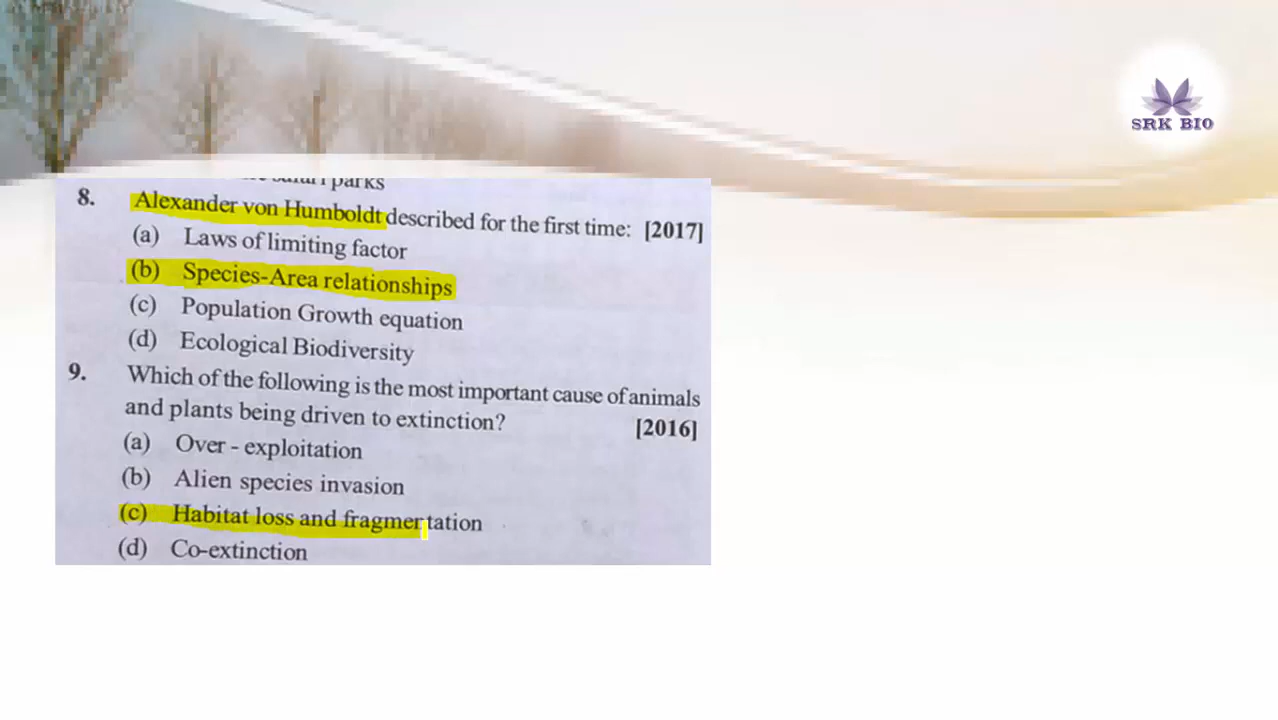 SRK BIO
parks
8. Alexander von Humboldt described for the first time: [2017]
(a) Laws of limiting factor
(b) Species-Area relationships
(c) Population Growth equation
(d) Ecological Biodiversity
9. Which of the following is the most important cause of animals
and plants being driven to extinction? [2016]
(a) Over - exploitation
(b) Alien species invasion
(c) Habitat loss and fragmentation
(d) Co-extinction